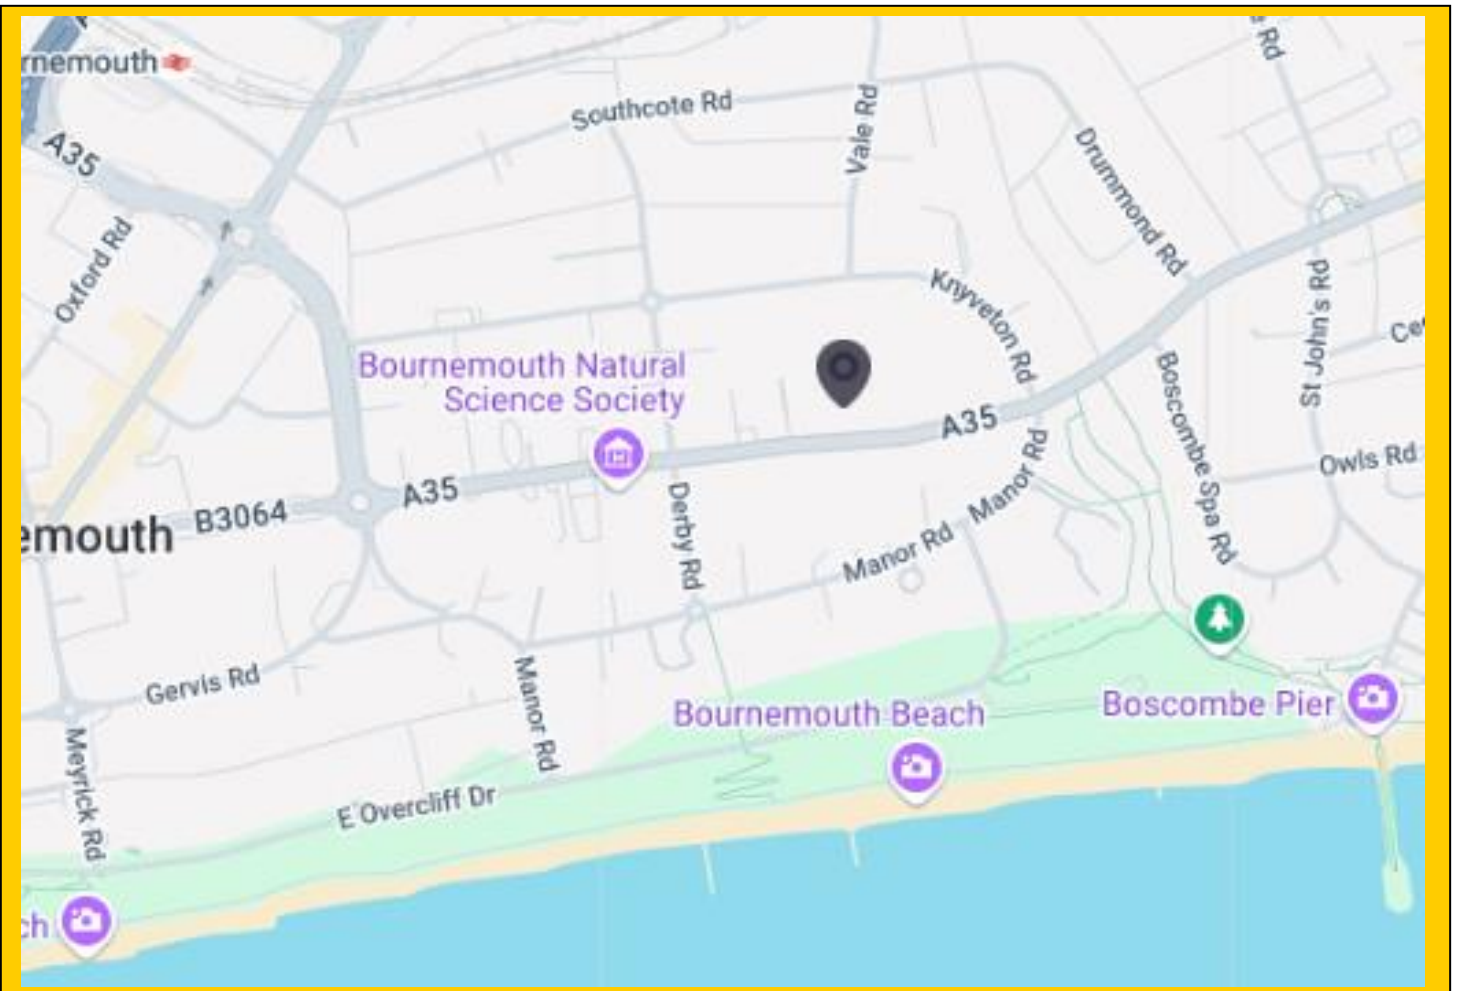 rnemouth
Southcote Rd
Vale Rd
A35
Drummond Rd
Oxford Rd
Knyveton Rd
St John's Rd
Bournemouth Natural
Science Society
Boscombe Spa Rd
A35
Manor Rd
Owls Rd
A35
B3064
emouth
Derby Rd
Manor Rd
Gervis Rd
Manor Rd
Bournemouth Beach
Boscombe Pier
Meyrick Rd
E Overcliff Dr
ch